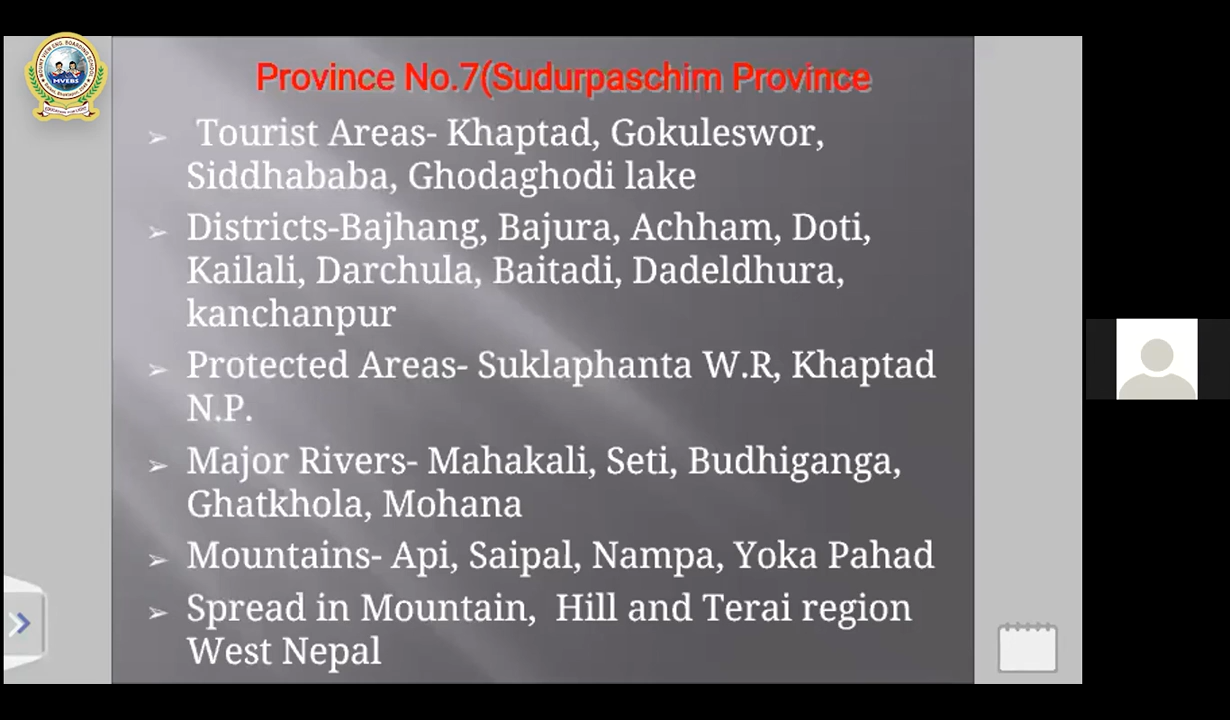 Province No.7(Sudurpaschim Province
➢ Tourist Areas- Khaptad, Gokuleswor,
Siddhababa, Ghodaghodi lake
➢ Districts-Bajhang, Bajura, Achham, Doti,
Kailali, Darchula, Baitadi, Dadeldhura,
kanchanpur
➢ Protected Areas- Suklaphanta W.R, Khaptad
N.P.
➢ Major Rivers- Mahakali, Seti, Budhiganga,
Ghatkhola, Mohana
➢ Mountains- Api, Saipal, Nampa, Yoka Pahad
➢ Spread in Mountain, Hill and Terai region
West Nepal
MVEBS